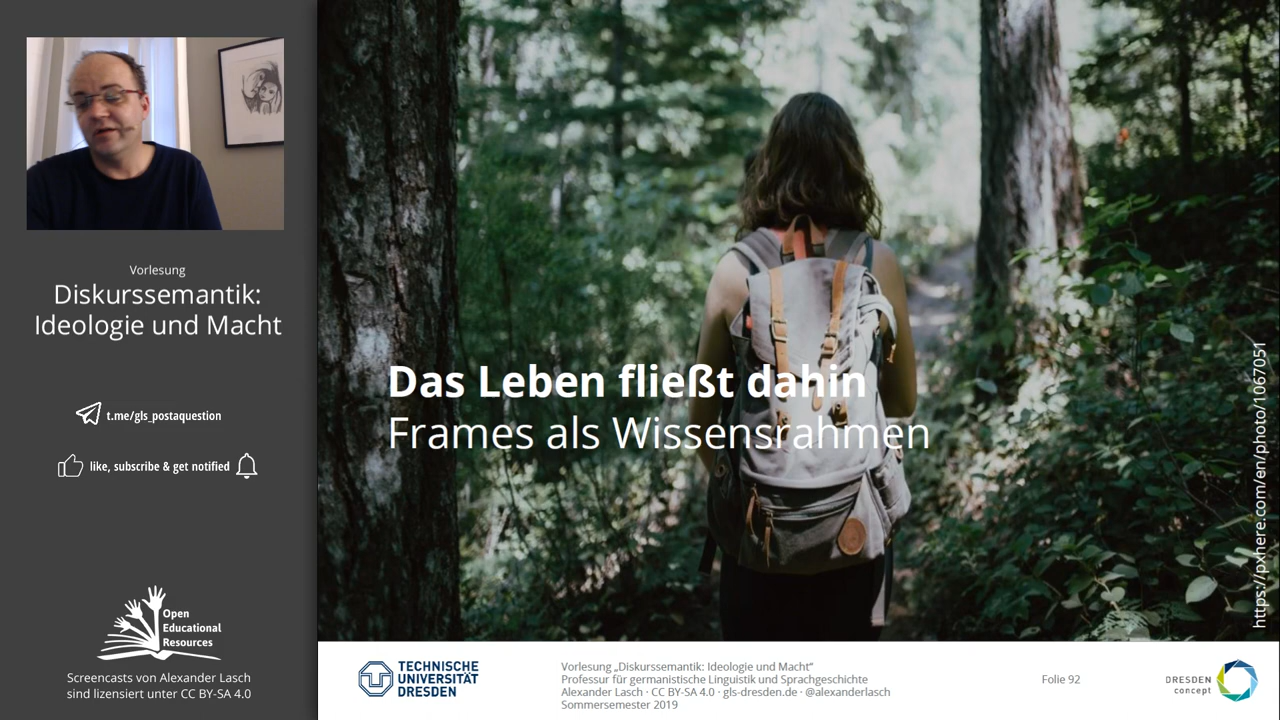 Vorlesung
Diskurssemantik:
Ideologie und Macht
t.me/gls_postaquestion
like, subscribe & get notified
Open
Educational
Resources
Screencasts von Alexander Lasch
sind lizensiert unter CC BY-SA 4.0
Das Leben fließt dahin
Frames als Wissensrahmen
https://pxhere.com/en/photo/1067051
TECHNISCHE
UNIVERSITÄT
DRESDEN
Vorlesung „Diskurssemantik: Ideologie und Macht“
Professur für germanistische Linguistik und Sprachgeschichte
Alexander Lasch · CC BY-SA 4.0 · gls-dresden.de · @alexanderlasch
Sommersemester 2019
Folie 92
DRESDEN
concept